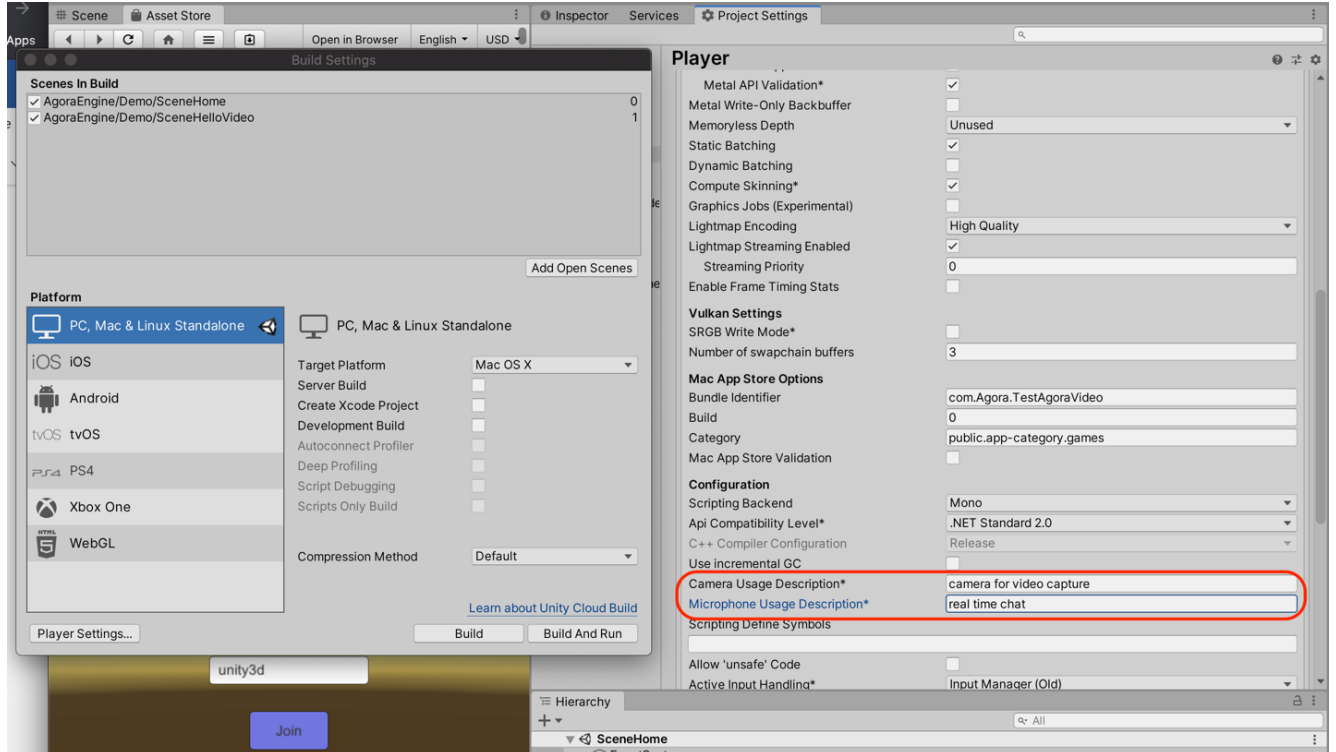 Scene
Asset Store
Inspector
Services
Project Settings
Apps
Open in Browser
English
USD
Build Settings
Scenes In Build
AgoraEngine/Demo/SceneHome 0
AgoraEngine/Demo/SceneHelloVideo 1
Add Open Scenes
Platform
PC, Mac & Linux Standalone
iOS iOS
Android
tvOS tvOS
PS4
Xbox One
HTML 5 WebGL
PC, Mac & Linux Standalone
Target Platform Mac OS X
Server Build
Create Xcode Project
Development Build
Autoconnect Profiler
Deep Profiling
Script Debugging
Scripts Only Build
Compression Method Default
Learn about Unity Cloud Build
Player Settings...
Build
Build And Run
unity3d
Join
Player
Metal API Validation*
Metal Write-Only Backbuffer
Memoryless Depth Unused
Static Batching
Dynamic Batching
Compute Skinning*
Graphics Jobs (Experimental)
Lightmap Encoding High Quality
Lightmap Streaming Enabled
Streaming Priority 0
Enable Frame Timing Stats
Vulkan Settings
SRGB Write Mode*
Number of swapchain buffers 3
Mac App Store Options
Bundle Identifier com.Agora.TestAgoraVideo
Build 0
Category public.app-category.games
Mac App Store Validation
Configuration
Scripting Backend Mono
Api Compatibility Level* .NET Standard 2.0
C++ Compiler Configuration Release
Use incremental GC
Camera Usage Description* camera for video capture
Microphone Usage Description* real time chat
Scripting Define Symbols
Allow 'unsafe' Code
Active Input Handling* Input Manager (Old)
Hierarchy
All
SceneHome